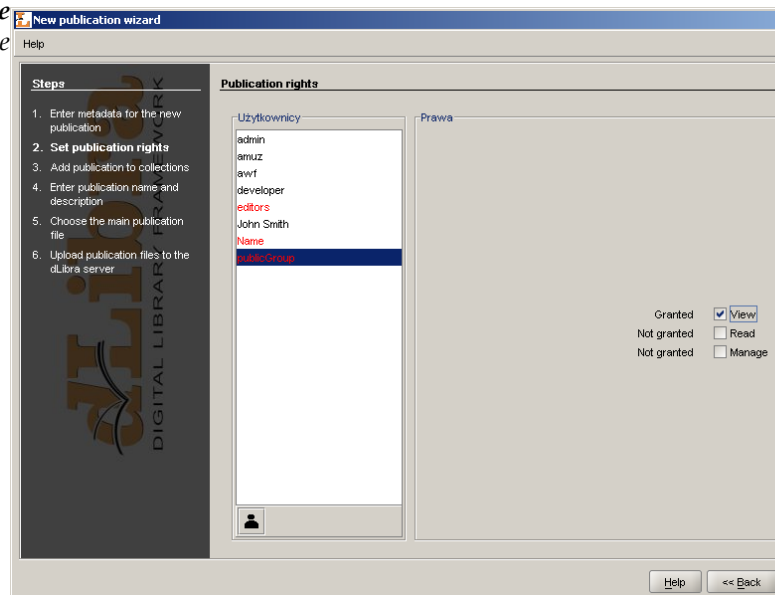 e
e
New publication wizard
Help
Steps
1. Enter metadata for the new
publication
2. Set publication rights
3. Add publication to collections
4. Enter publication name and
description
5. Choose the main publication
file
6. Upload publication files to the
dLibra server
dLibra
DIGITAL LIBRARY FRAMEWORK
Publication rights
Użytkownicy
admin
amuz
awf
developer
editors
John Smith
Name
publicGroup
Prawa
Granted View
Not granted Read
Not granted Manage
Help
<< Back